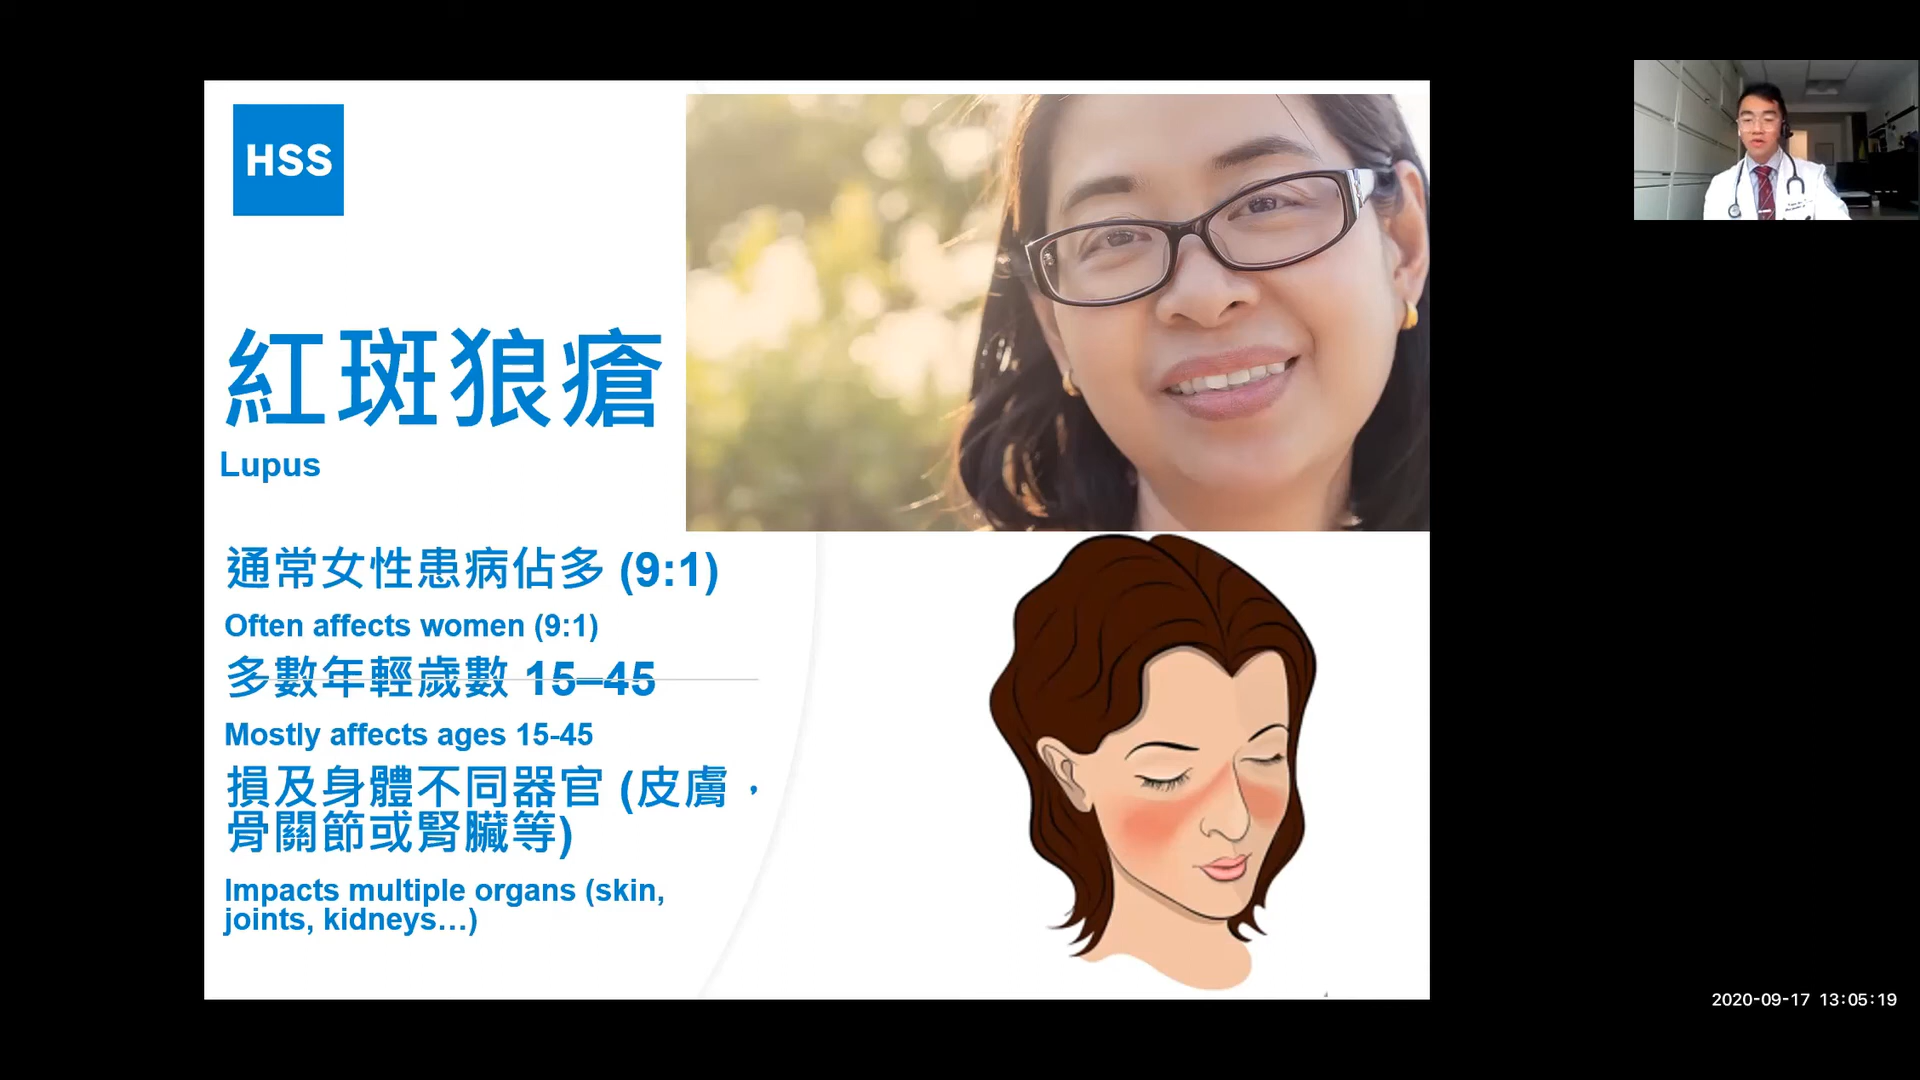 HSS
紅斑狼瘡
Lupus
通常女性患病佔多 (9:1)
Often affects women (9:1)
多數年輕歲數 15–45
Mostly affects ages 15-45
損及身體不同器官 (皮膚，
骨關節或腎臟等)
Impacts multiple organs (skin,
joints, kidneys…)
2020-09-17 13:05:19